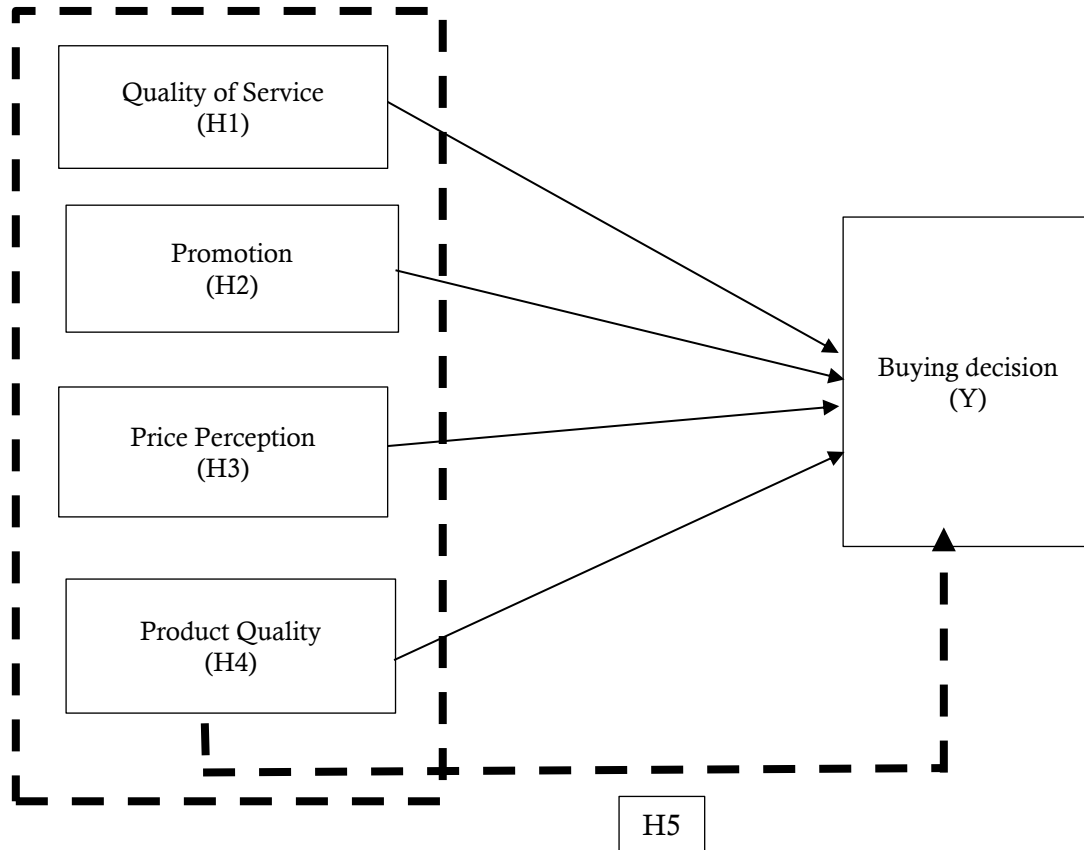 Quality of Service
(H1)
Promotion
(H2)
Price Perception
(H3)
Product Quality
(H4)
Buying decision
(Y)
H5